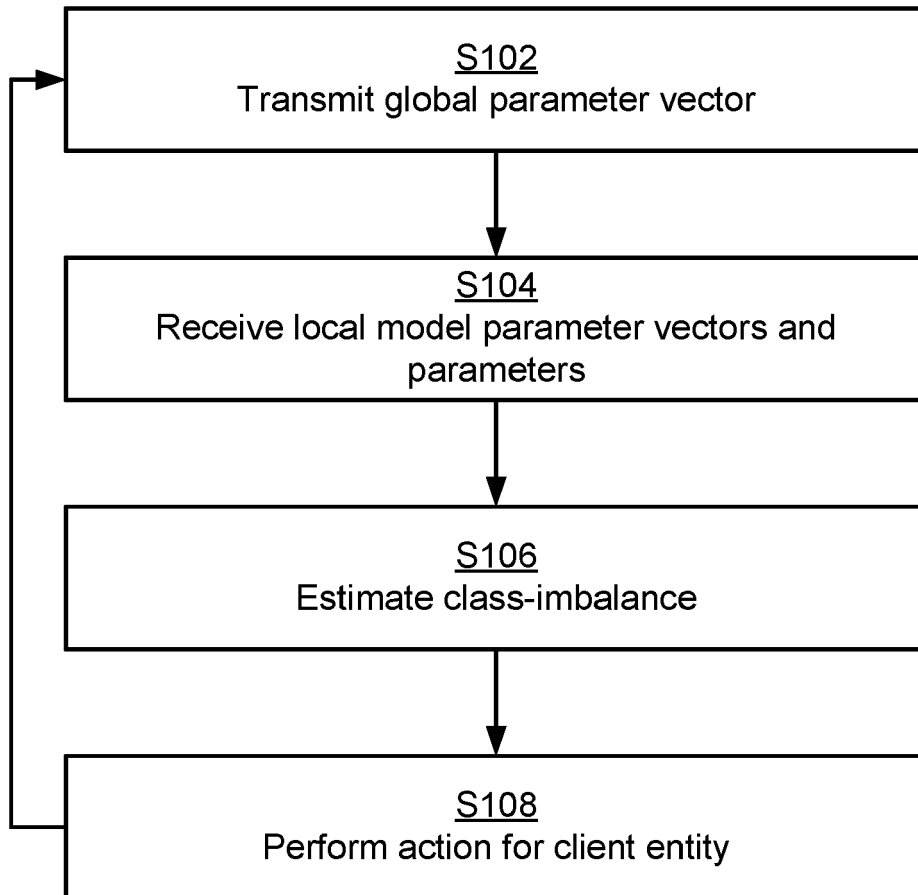 S102
Transmit global parameter vector
S104
Receive local model parameter vectors and
parameters
S106
Estimate class-imbalance
S108
Perform action for client entity